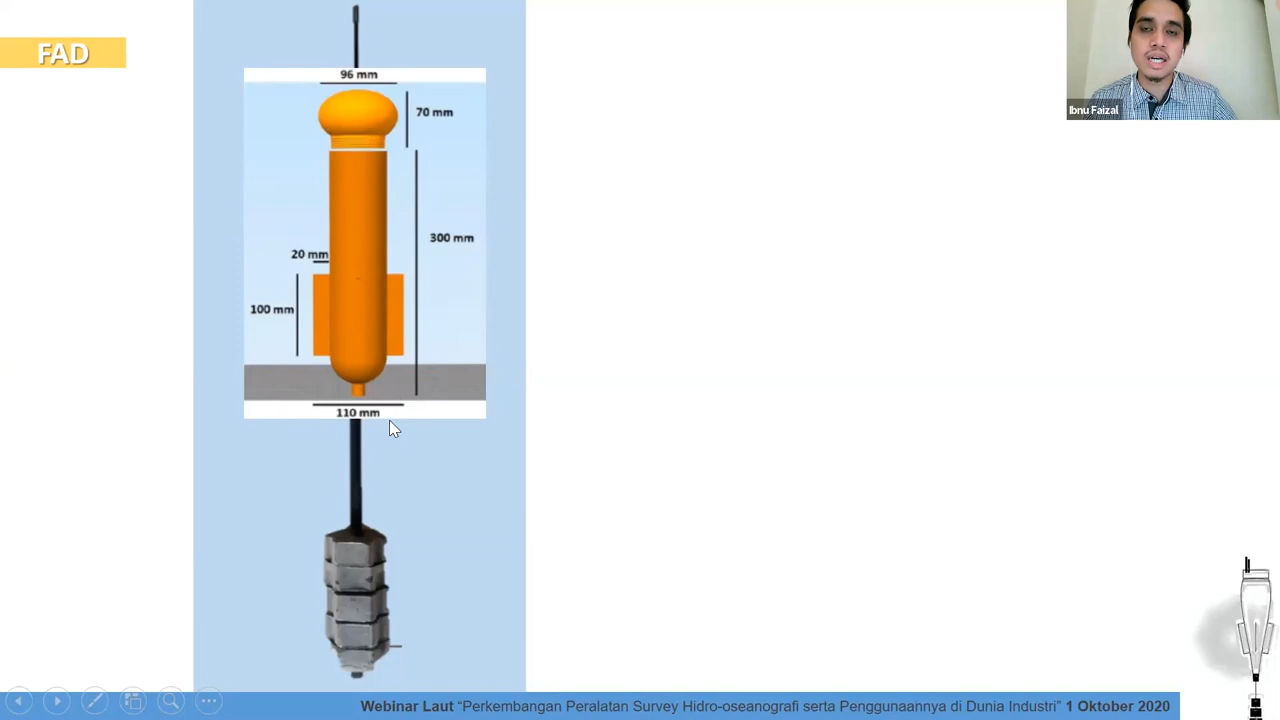 FAD
96 mm
70 mm
300 mm
20 mm
100 mm
110 mm
Ibnu Faizal
Webinar Laut “Perkembangan Peralatan Survey Hidro-oseanografi serta Penggunaannya di Dunia Industri” 1 Oktober 2020